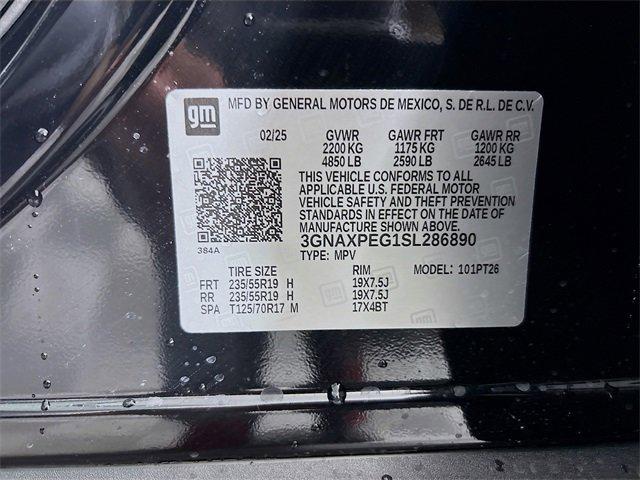 gm
MFD BY GENERAL MOTORS DE MEXICO, S. DE R.L. DE C.V.
02/25 GVWR GAWR FRT GAWR RR
2200 KG 1175 KG 1200 KG
4850 LB 2590 LB 2645 LB
THIS VEHICLE CONFORMS TO ALL
APPLICABLE U.S. FEDERAL MOTOR
VEHICLE SAFETY AND THEFT PREVENTION
STANDARDS IN EFFECT ON THE DATE OF
MANUFACTURE SHOWN ABOVE.
384A 3GNAXPEG1SL286890
TYPE: MPV
TIRE SIZE RIM MODEL: 101PT26
FRT 235/55R19 H 19X7.5J
RR 235/55R19 H 19X7.5J
SPA T125/70R17 M 17X4BT